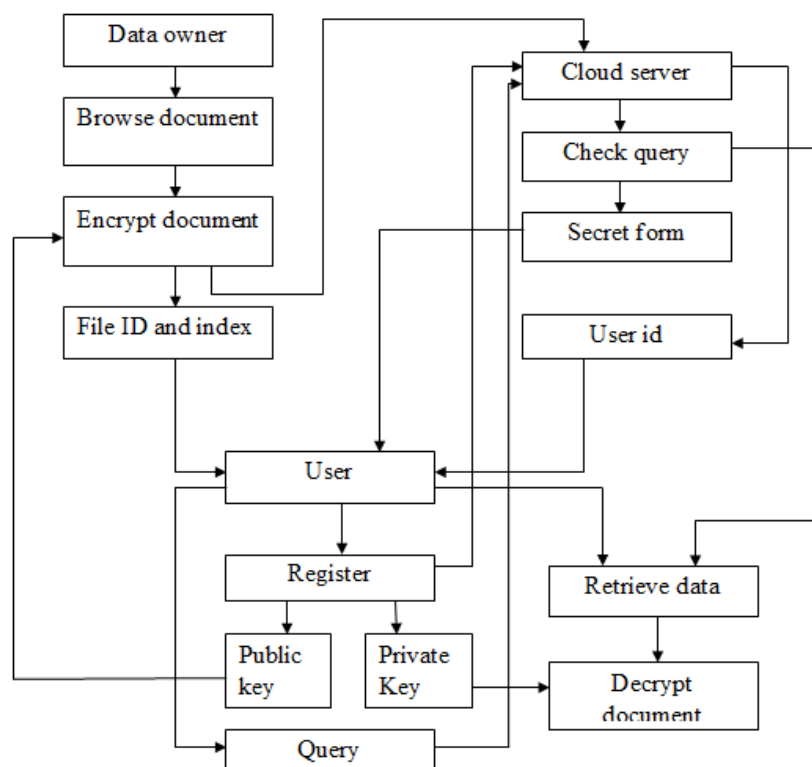 Data owner
Browse document
Encrypt document
File ID and index
Cloud server
Check query
Secret form
User id
User
Register
Public
key
Private
Key
Query
Retrieve data
Decrypt
document